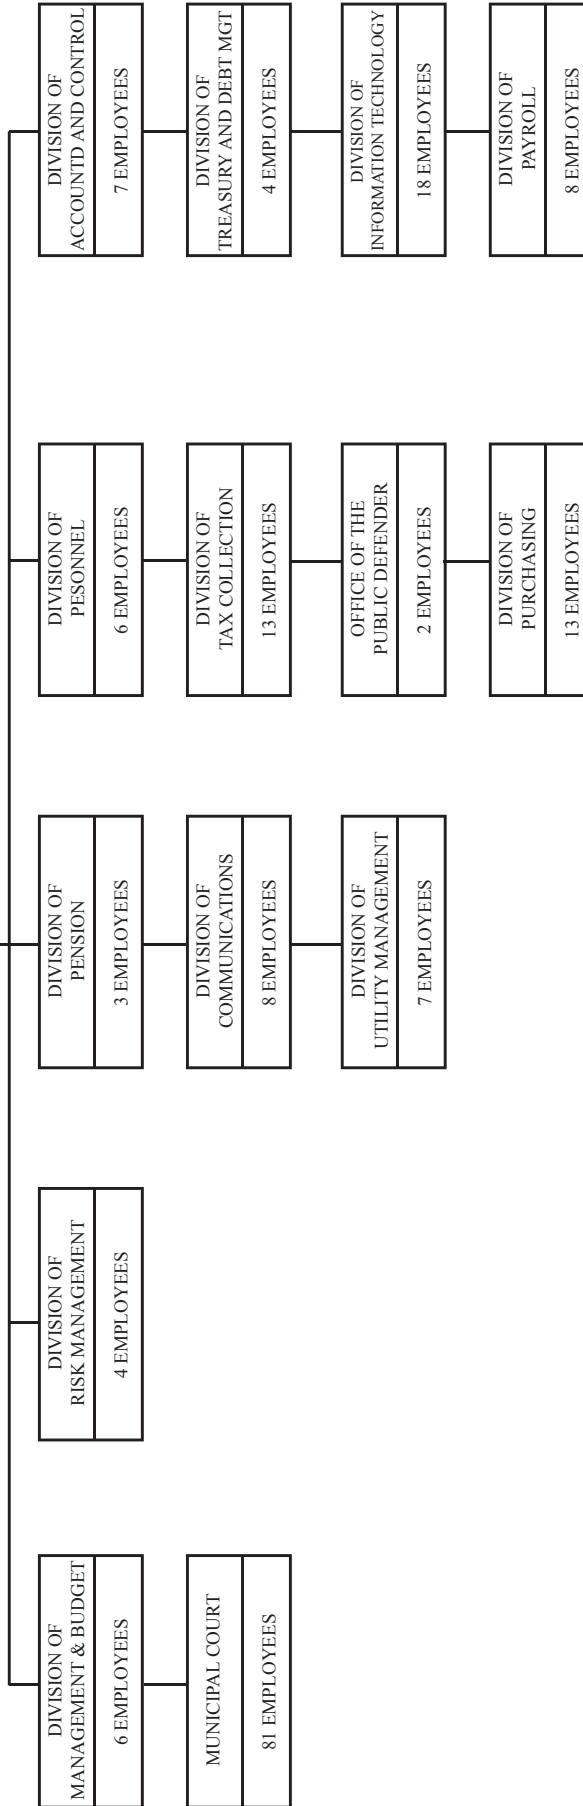 DIVISION OF
MANAGEMENT & BUDGET
6 EMPLOYEES
MUNICIPAL COURT
81 EMPLOYEES
DIVISION OF
RISK MANAGEMENT
4 EMPLOYEES
DIVISION OF
PENSION
3 EMPLOYEES
DIVISION OF
COMMUNICATIONS
8 EMPLOYEES
DIVISION OF
UTILITY MANAGEMENT
7 EMPLOYEES
DIVISION OF
PESONNEL
6 EMPLOYEES
DIVISION OF
TAX COLLECTION
13 EMPLOYEES
OFFICE OF THE
PUBLIC DEFENDER
2 EMPLOYEES
DIVISION OF
PURCHASING
13 EMPLOYEES
DIVISION OF
ACCOUNTD AND CONTROL
7 EMPLOYEES
DIVISION OF
TREASURY AND DEBT MGT
4 EMPLOYEES
DIVISION OF
INFORMATION TECHNOLOGY
18 EMPLOYEES
DIVISION OF
PAYROLL
8 EMPLOYEES